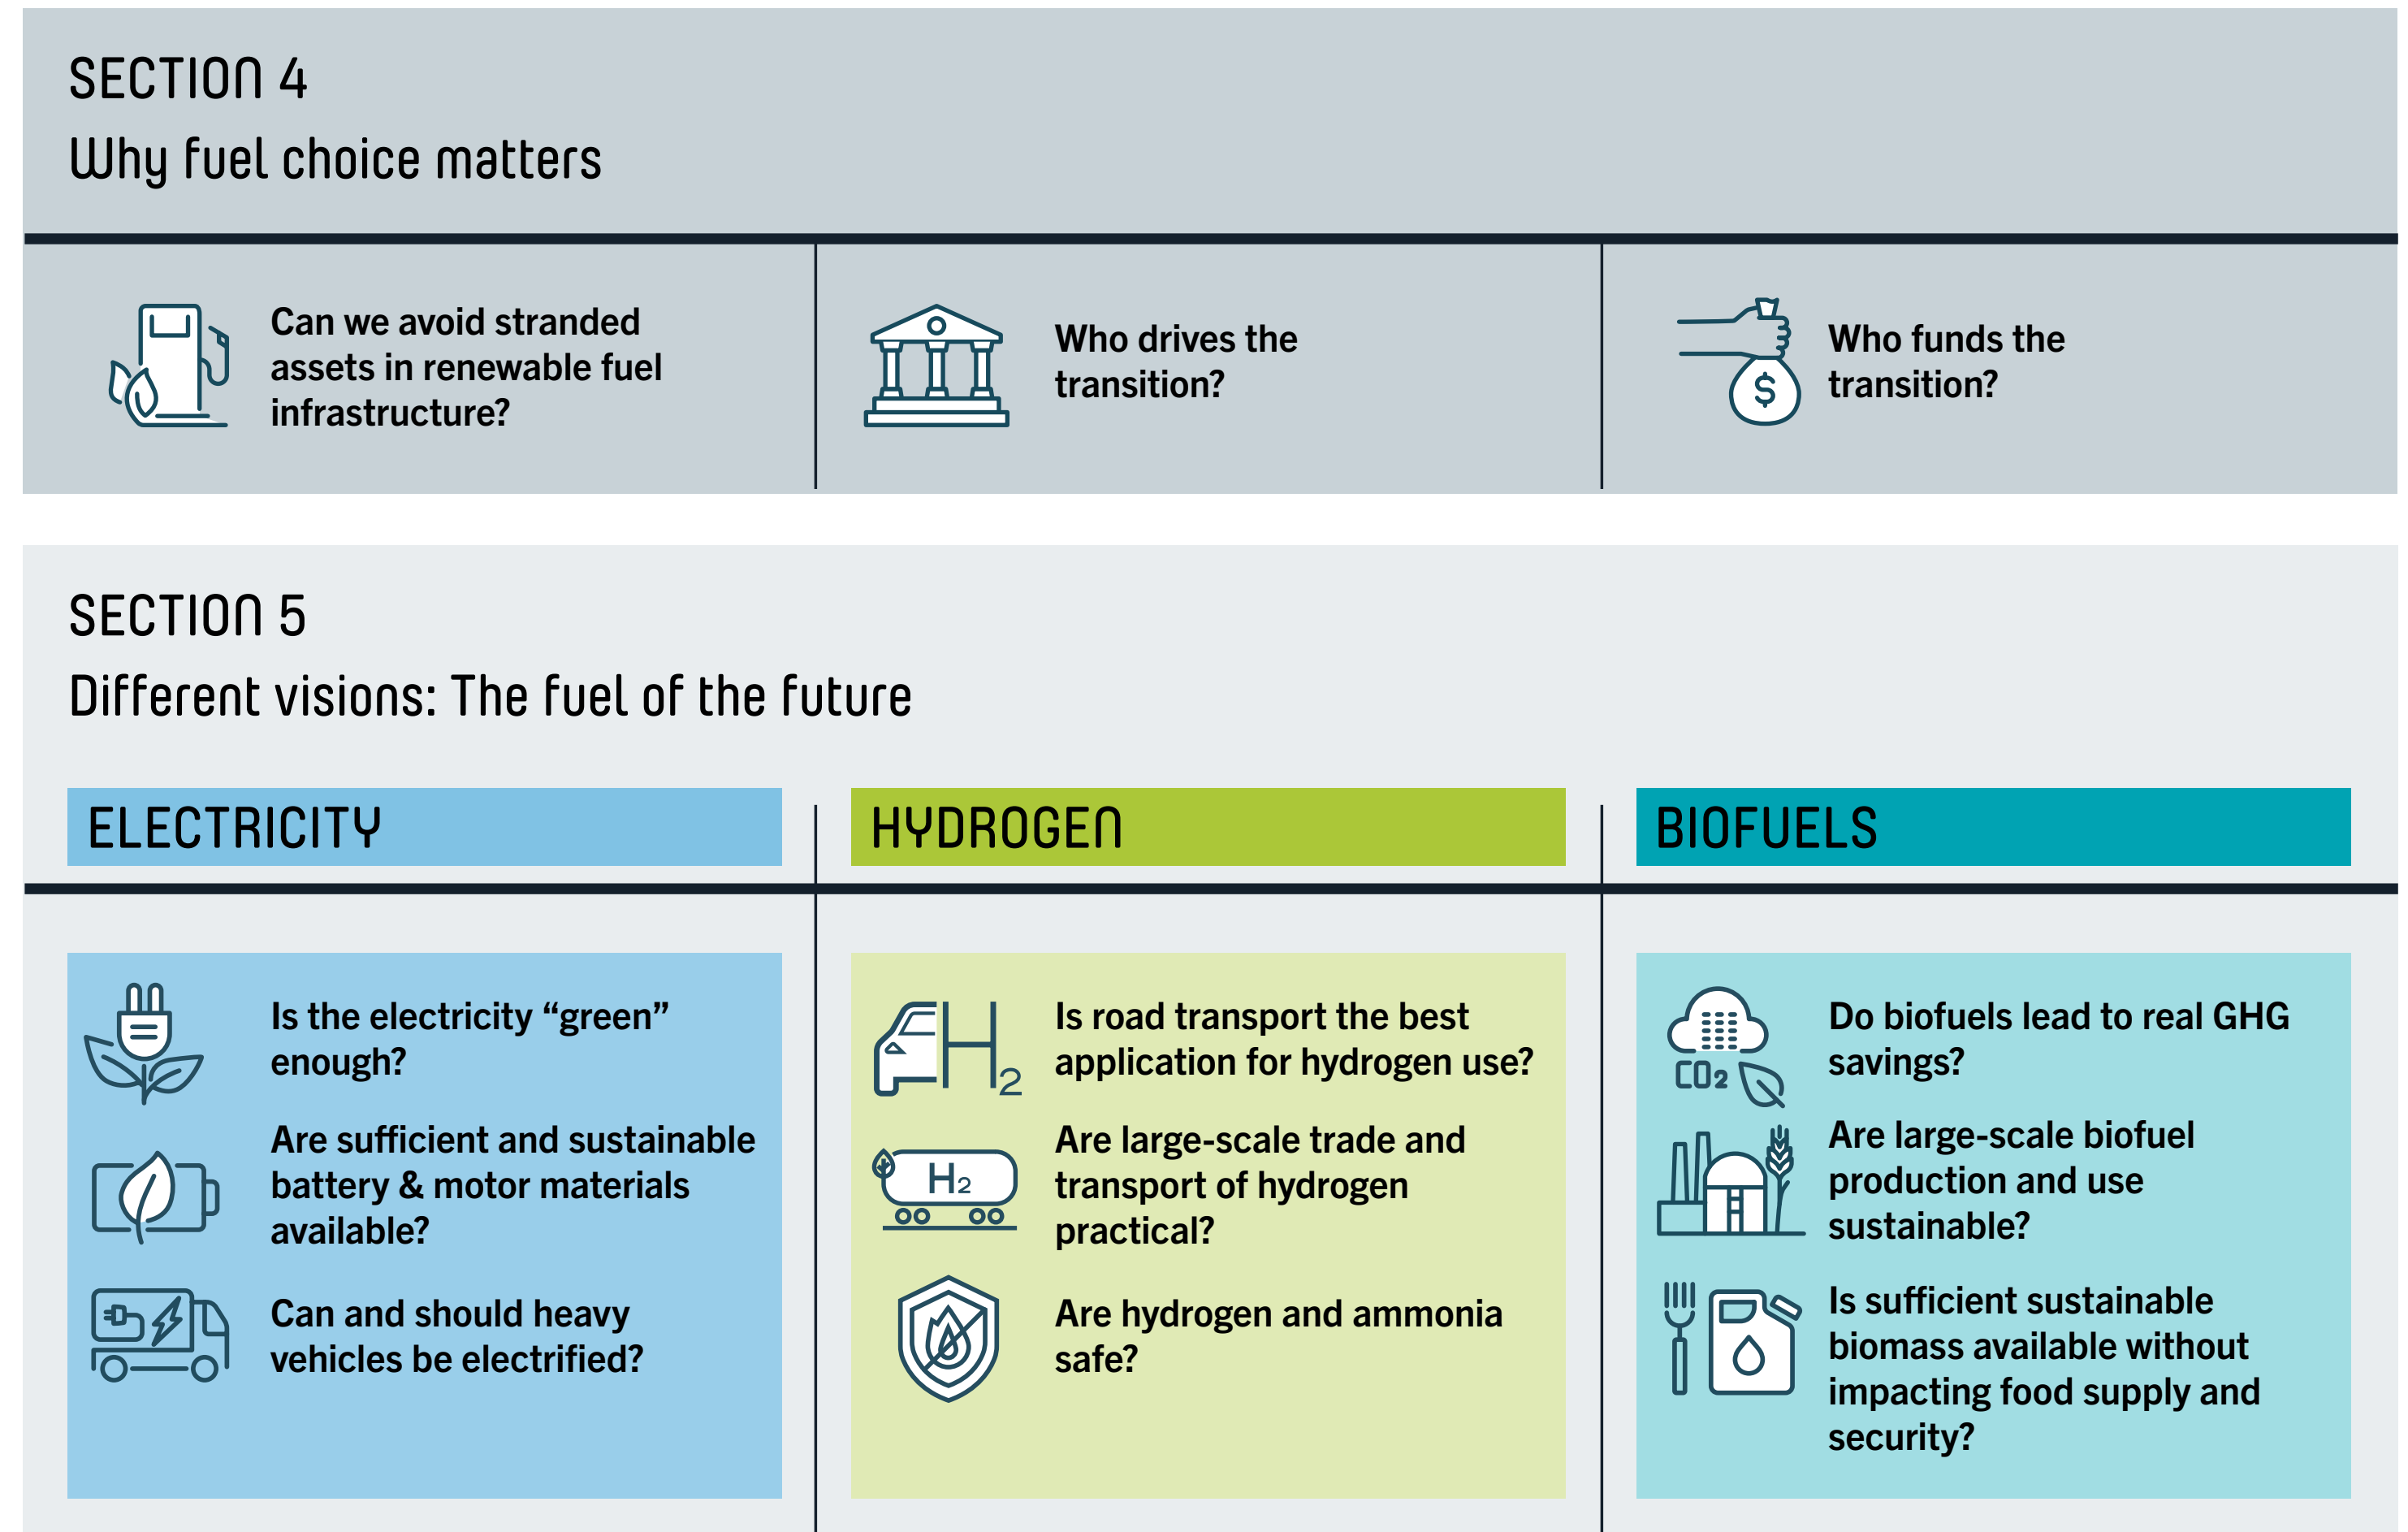 SECTION 4
Why fuel choice matters
Can we avoid stranded
assets in renewable fuel
infrastructure?
Who drives the
transition?
$
Who funds the
transition?
SECTION 5
Different visions: The fuel of the future
ELECTRICITY
Is the electricity “green”
enough?
Are sufficient and sustainable
battery & motor materials
available?
Can and should heavy
vehicles be electrified?
HYDROGEN
H2
Is road transport the best
application for hydrogen use?
H2
Are large-scale trade and
transport of hydrogen
practical?
Are hydrogen and ammonia
safe?
BIOFUELS
CO2
Do biofuels lead to real GHG
savings?
Are large-scale biofuel
production and use
sustainable?
Is sufficient sustainable
biomass available without
impacting food supply and
security?